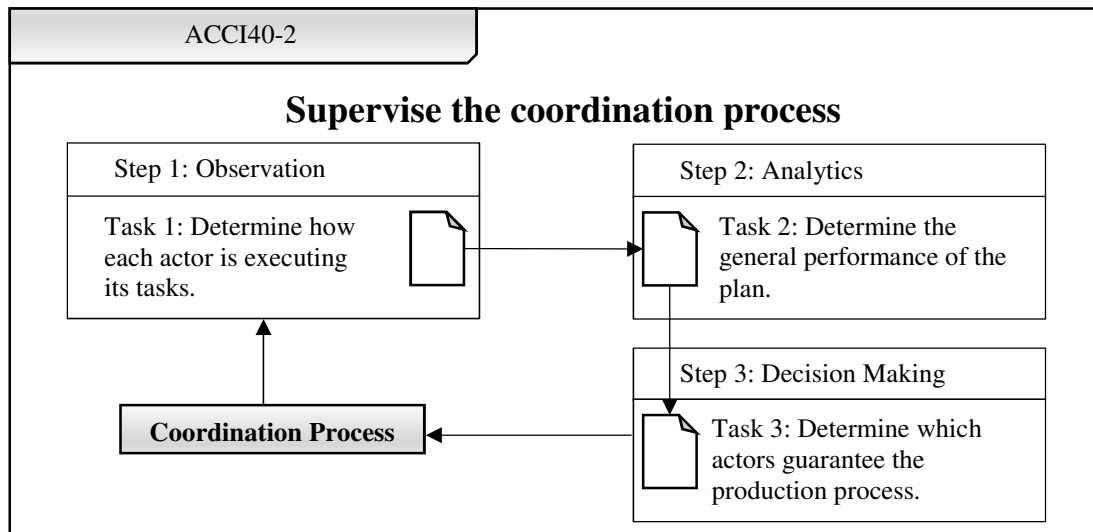 ACCI40-2
Supervise the coordination process
Step 1: Observation
Task 1: Determine how
each actor is executing
its tasks.
Step 2: Analytics
Task 2: Determine the
general performance of the
plan.
Step 3: Decision Making
Task 3: Determine which
actors guarantee the
production process.
Coordination Process